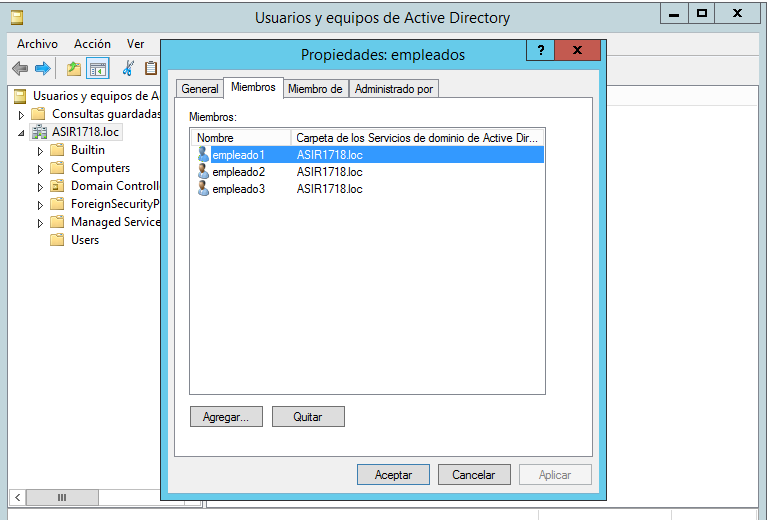 Usuarios y equipos de Active Directory
Archivo Acción Ver
Propiedades: empleados
? x
General Miembros Miembro de Administrado por
Usuarios y equipos de A
Consultas guardadas
ASIR1718.loc
Builtin
Computers
Domain Controll
ForeignSecurityP
Managed Service
Users
Miembros:
Nombre Carpeta de los Servicios de dominio de Active Dir...
empleado1 ASIR1718.loc
empleado2 ASIR1718.loc
empleado3 ASIR1718.loc
Agregar... Quitar
Aceptar Cancelar Aplicar